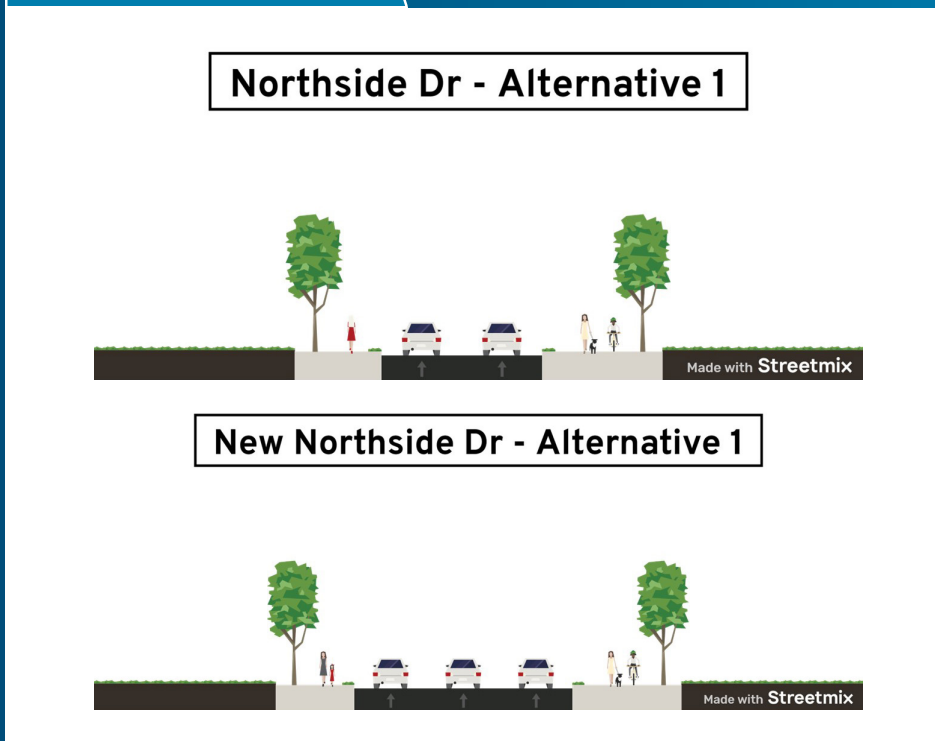 Northside Dr - Alternative 1
Made with Streetmix
New Northside Dr - Alternative 1
Made with Streetmix